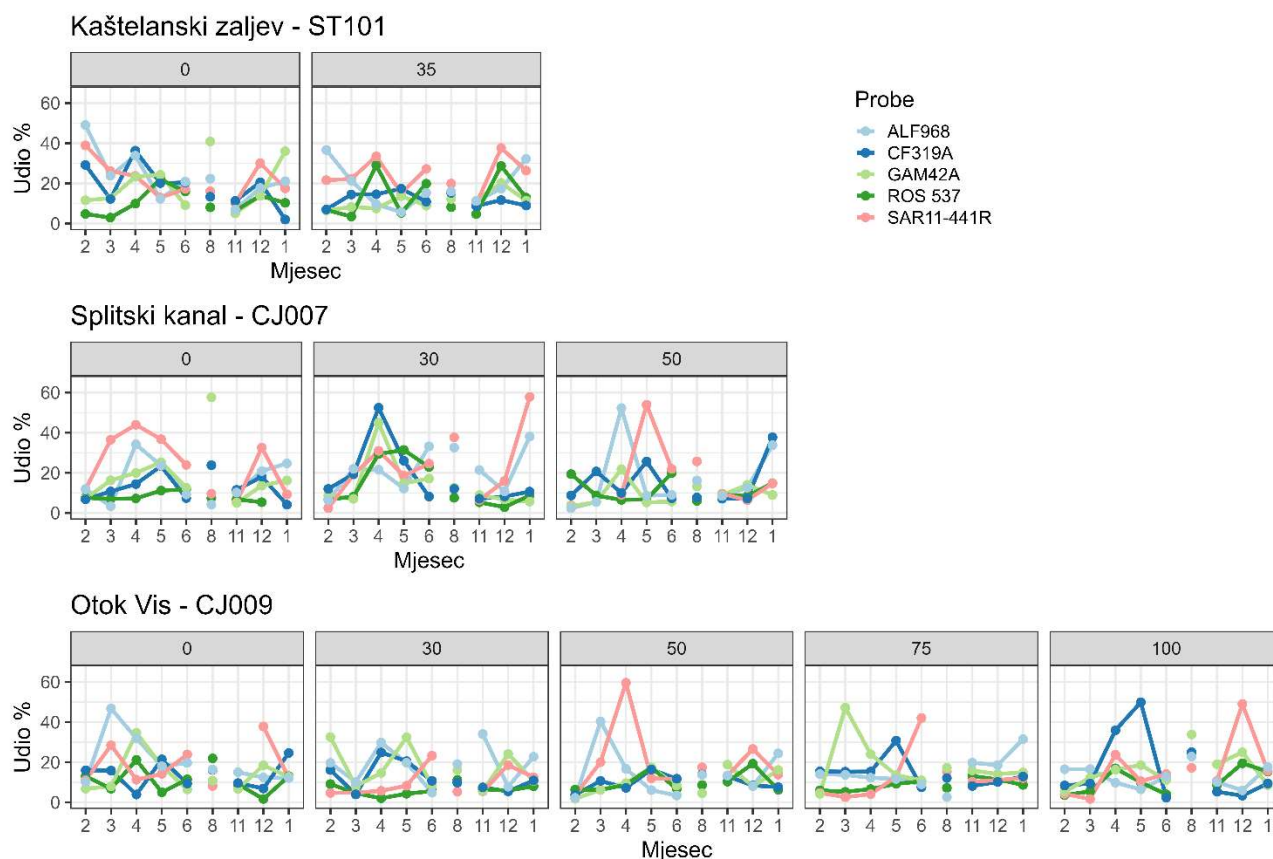 Kaštelanski zaljev - ST101
0 35
Udio %
60
40
20
0
2 3 4 5 6 8 11 12 1 2 3 4 5 6 8 11 12 1
Mjesec
Probe
ALF968
CF319A
GAM42A
ROS 537
SAR11-441R
Splitski kanal - CJ007
0 30 50
Udio %
60
40
20
0
2 3 4 5 6 8 11 12 1 2 3 4 5 6 8 11 12 1 2 3 4 5 6 8 11 12 1
Mjesec
Otok Vis - CJ009
0 30 50 75 100
Udio %
60
40
20
0
2 3 4 5 6 8 11 12 1 2 3 4 5 6 8 11 12 1 2 3 4 5 6 8 11 12 1 2 3 4 5 6 8 11 12 1 2 3 4 5 6 8 11 12 1
Mjesec